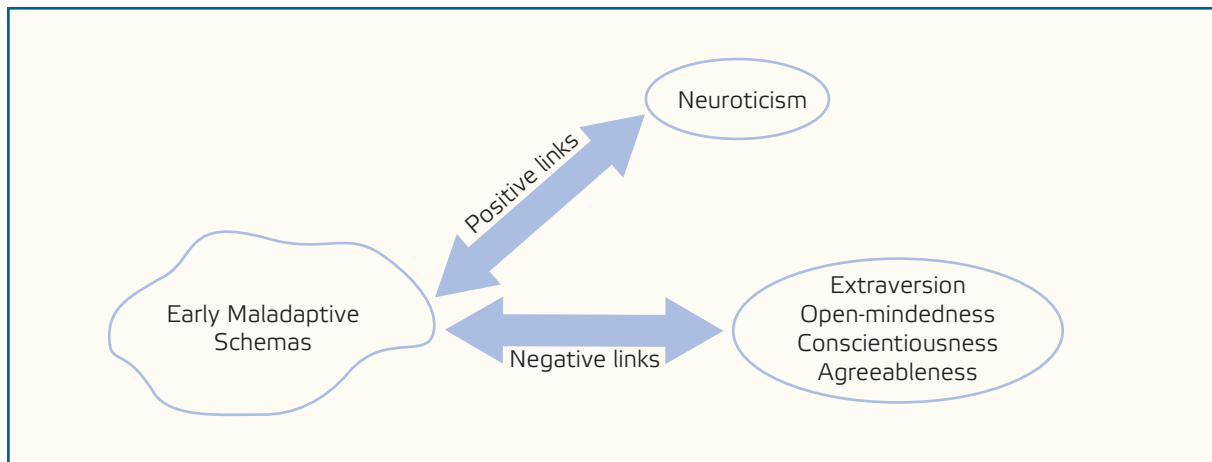 Neuroticism
Positive links
Early Maladaptive
Schemas
Negative links
Extraversion
Open-mindedness
Conscientiousness
Agreeableness